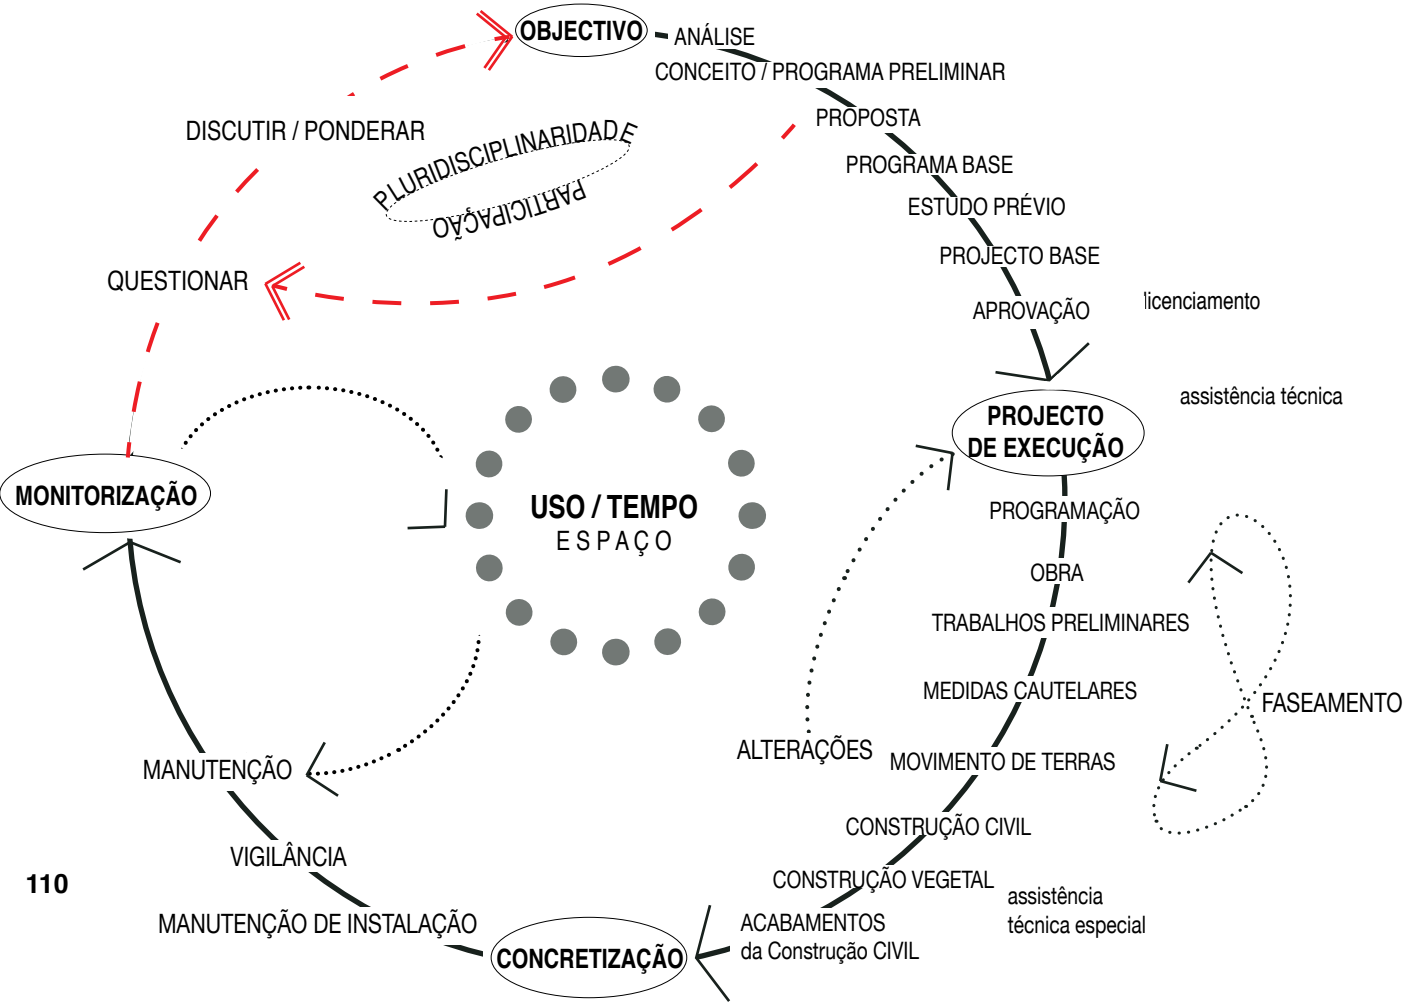 OBJECTIVO
ANÁLISE
CONCEITO / PROGRAMA PRELIMINAR
PROPOSTA
PROGRAMA BASE
ESTUDO PRÉVIO
PROJECTO BASE
APROVAÇÃO
licenciamento
assistência técnica
PROJECTO
DE EXECUÇÃO
PROGRAMAÇÃO
OBRA
TRABALHOS PRELIMINARES
MEDIDAS CAUTELARES
FASEAMENTO
ALTERAÇÕES
MOVIMENTO DE TERRAS
CONSTRUÇÃO CIVIL
CONSTRUÇÃO VEGETAL
assistência
técnica especial
ACABAMENTOS
da Construção CIVIL
CONCRETIZAÇÃO
MANUTENÇÃO DE INSTALAÇÃO
VIGILÂNCIA
MANUTENÇÃO
MONITORIZAÇÃO
QUESTIONAR
DISCUTIR / PONDERAR
PLURIDISCIPLINARIDADE
PARTICIPAÇÃO
USO / TEMPO
ESPAÇO
110